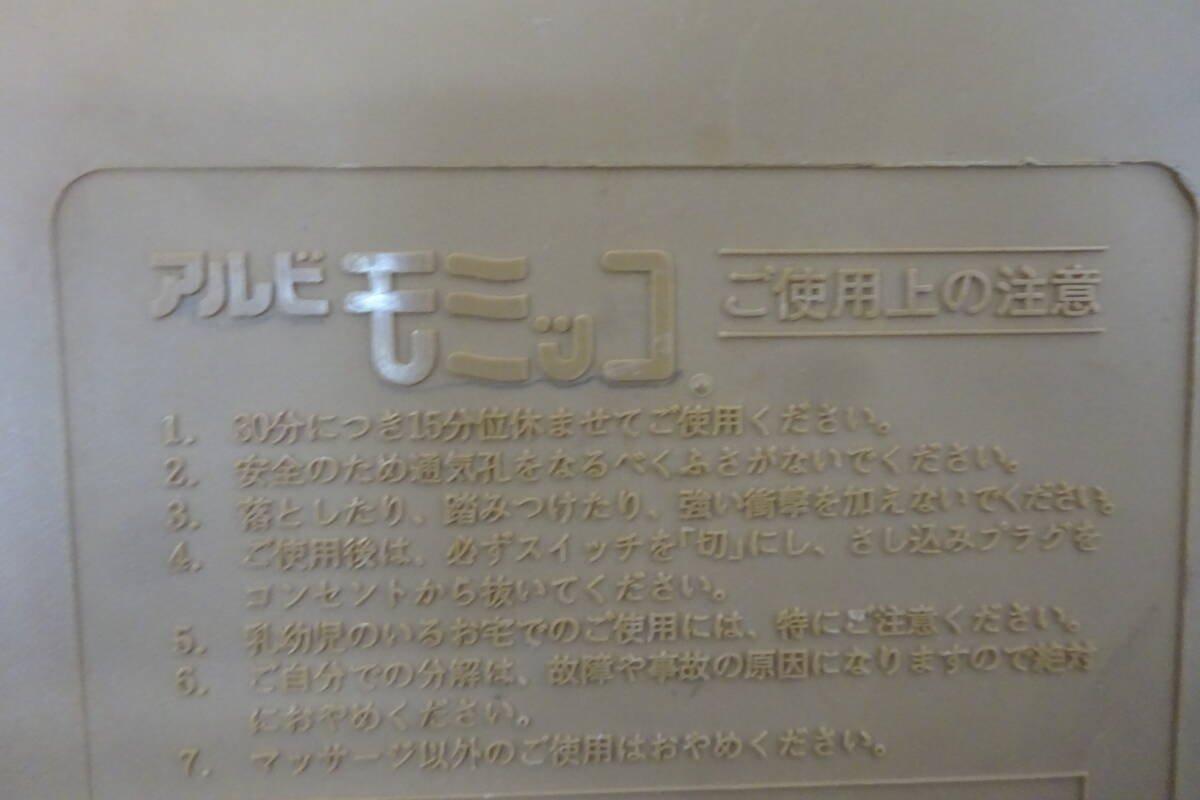 アルビ モミッコ® ご使用上の注意
1. 30分につき15分位休ませてご使用ください。
2. 安全のため通気孔をなるべくふさがないでください。
3. 落としたり、踏みつけたり、強い衝撃を加えないでください。
4. ご使用後は、必ずスイッチを「切」にし、さし込みプラグを
コンセントから抜いてください。
5. 乳幼児のいるお宅でのご使用には、特にご注意ください。
6. ご自分での分解は、故障や事故の原因になりますので絶対
におやめください。
7. マッサージ以外のご使用はおやめください。